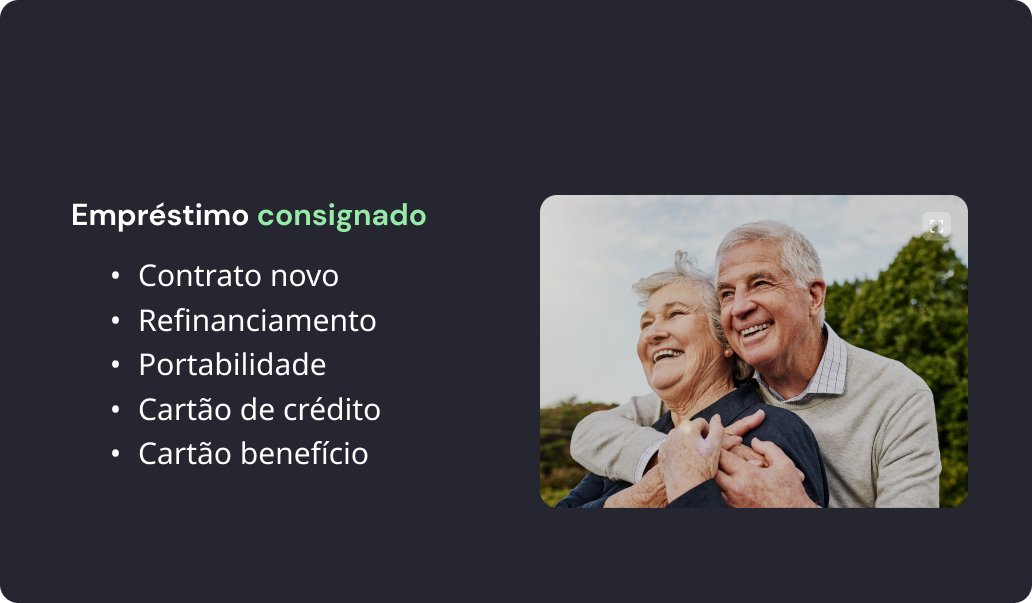 Empréstimo consignado
• Contrato novo
• Refinanciamento
• Portabilidade
• Cartão de crédito
• Cartão benefício